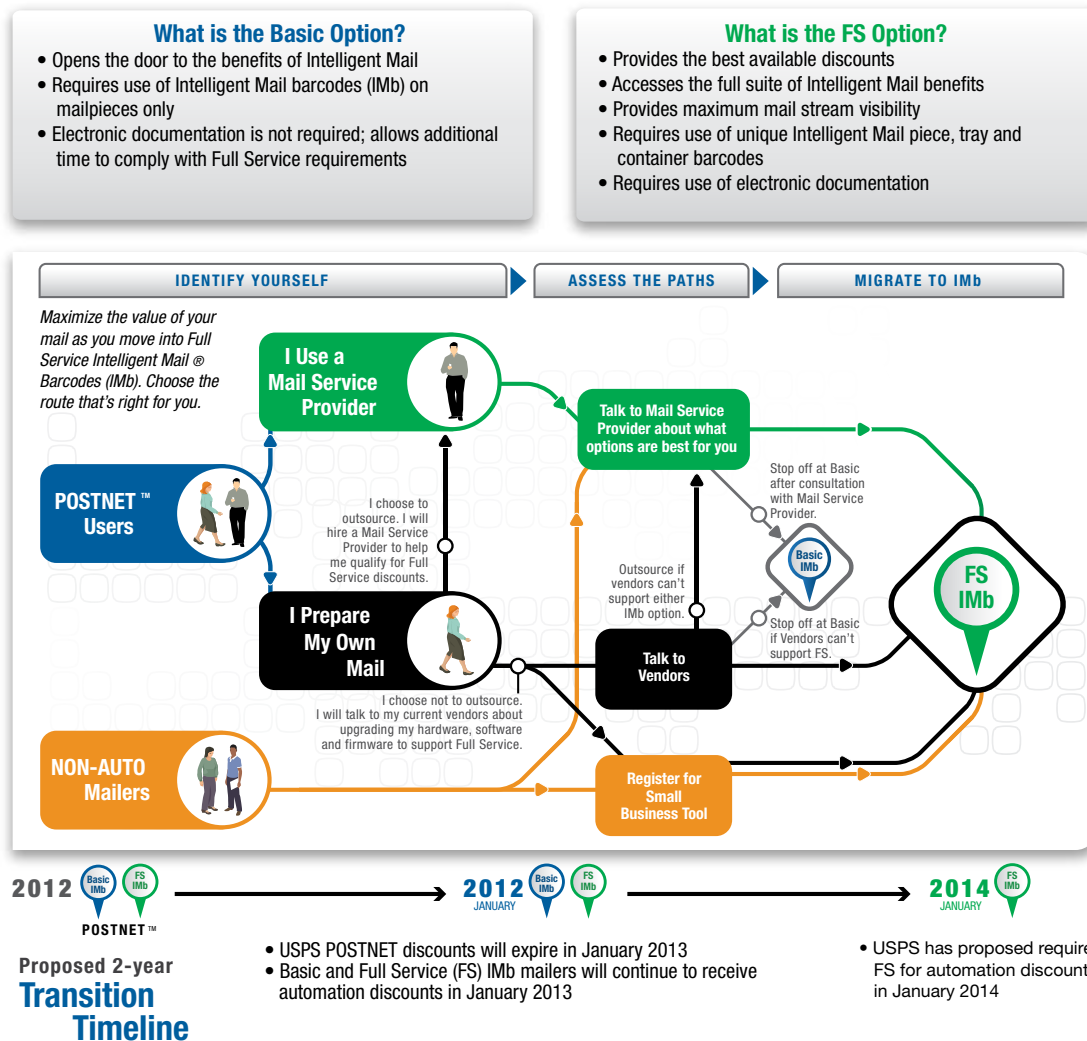 What is the Basic Option?
• Opens the door to the benefits of Intelligent Mail
• Requires use of Intelligent Mail barcodes (IMb) on
mailpieces only
• Electronic documentation is not required; allows additional
time to comply with Full Service requirements
What is the FS Option?
• Provides the best available discounts
• Accesses the full suite of Intelligent Mail benefits
• Provides maximum mail stream visibility
• Requires use of unique Intelligent Mail piece, tray and
container barcodes
• Requires use of electronic documentation
IDENTIFY YOURSELF
ASSESS THE PATHS
MIGRATE TO IMb
Maximize the value of your
mail as you move into Full
Service Intelligent Mail ®
Barcodes (IMb). Choose the
route that's right for you.
I Use a
Mail Service
Provider
Talk to Mail Service
Provider about what
options are best for you
POSTNET ™
Users
I choose to
outsource. I will
hire a Mail Service
Provider to help
me qualify for Full
Service discounts.
Stop off at Basic
after consultation
with Mail Service
Provider.
Basic
IMb
FS
IMb
Outsource if
vendors can't
support either
IMb option.
Stop off at Basic
if Vendors can't
support FS.
I Prepare
My Own
Mail
Talk to
Vendors
I choose not to outsource.
I will talk to my current vendors about
upgrading my hardware, software
and firmware to support Full Service.
NON-AUTO
Mailers
Register for
Small
Business Tool
2012
Basic
IMb
FS
IMb
POSTNET ™
2012
JANUARY
Basic
IMb
FS
IMb
2014
JANUARY
FS
IMb
Proposed 2-year
Transition
Timeline
• USPS POSTNET discounts will expire in January 2013
• Basic and Full Service (FS) IMb mailers will continue to receive
automation discounts in January 2013
• USPS has proposed require
FS for automation discount
in January 2014